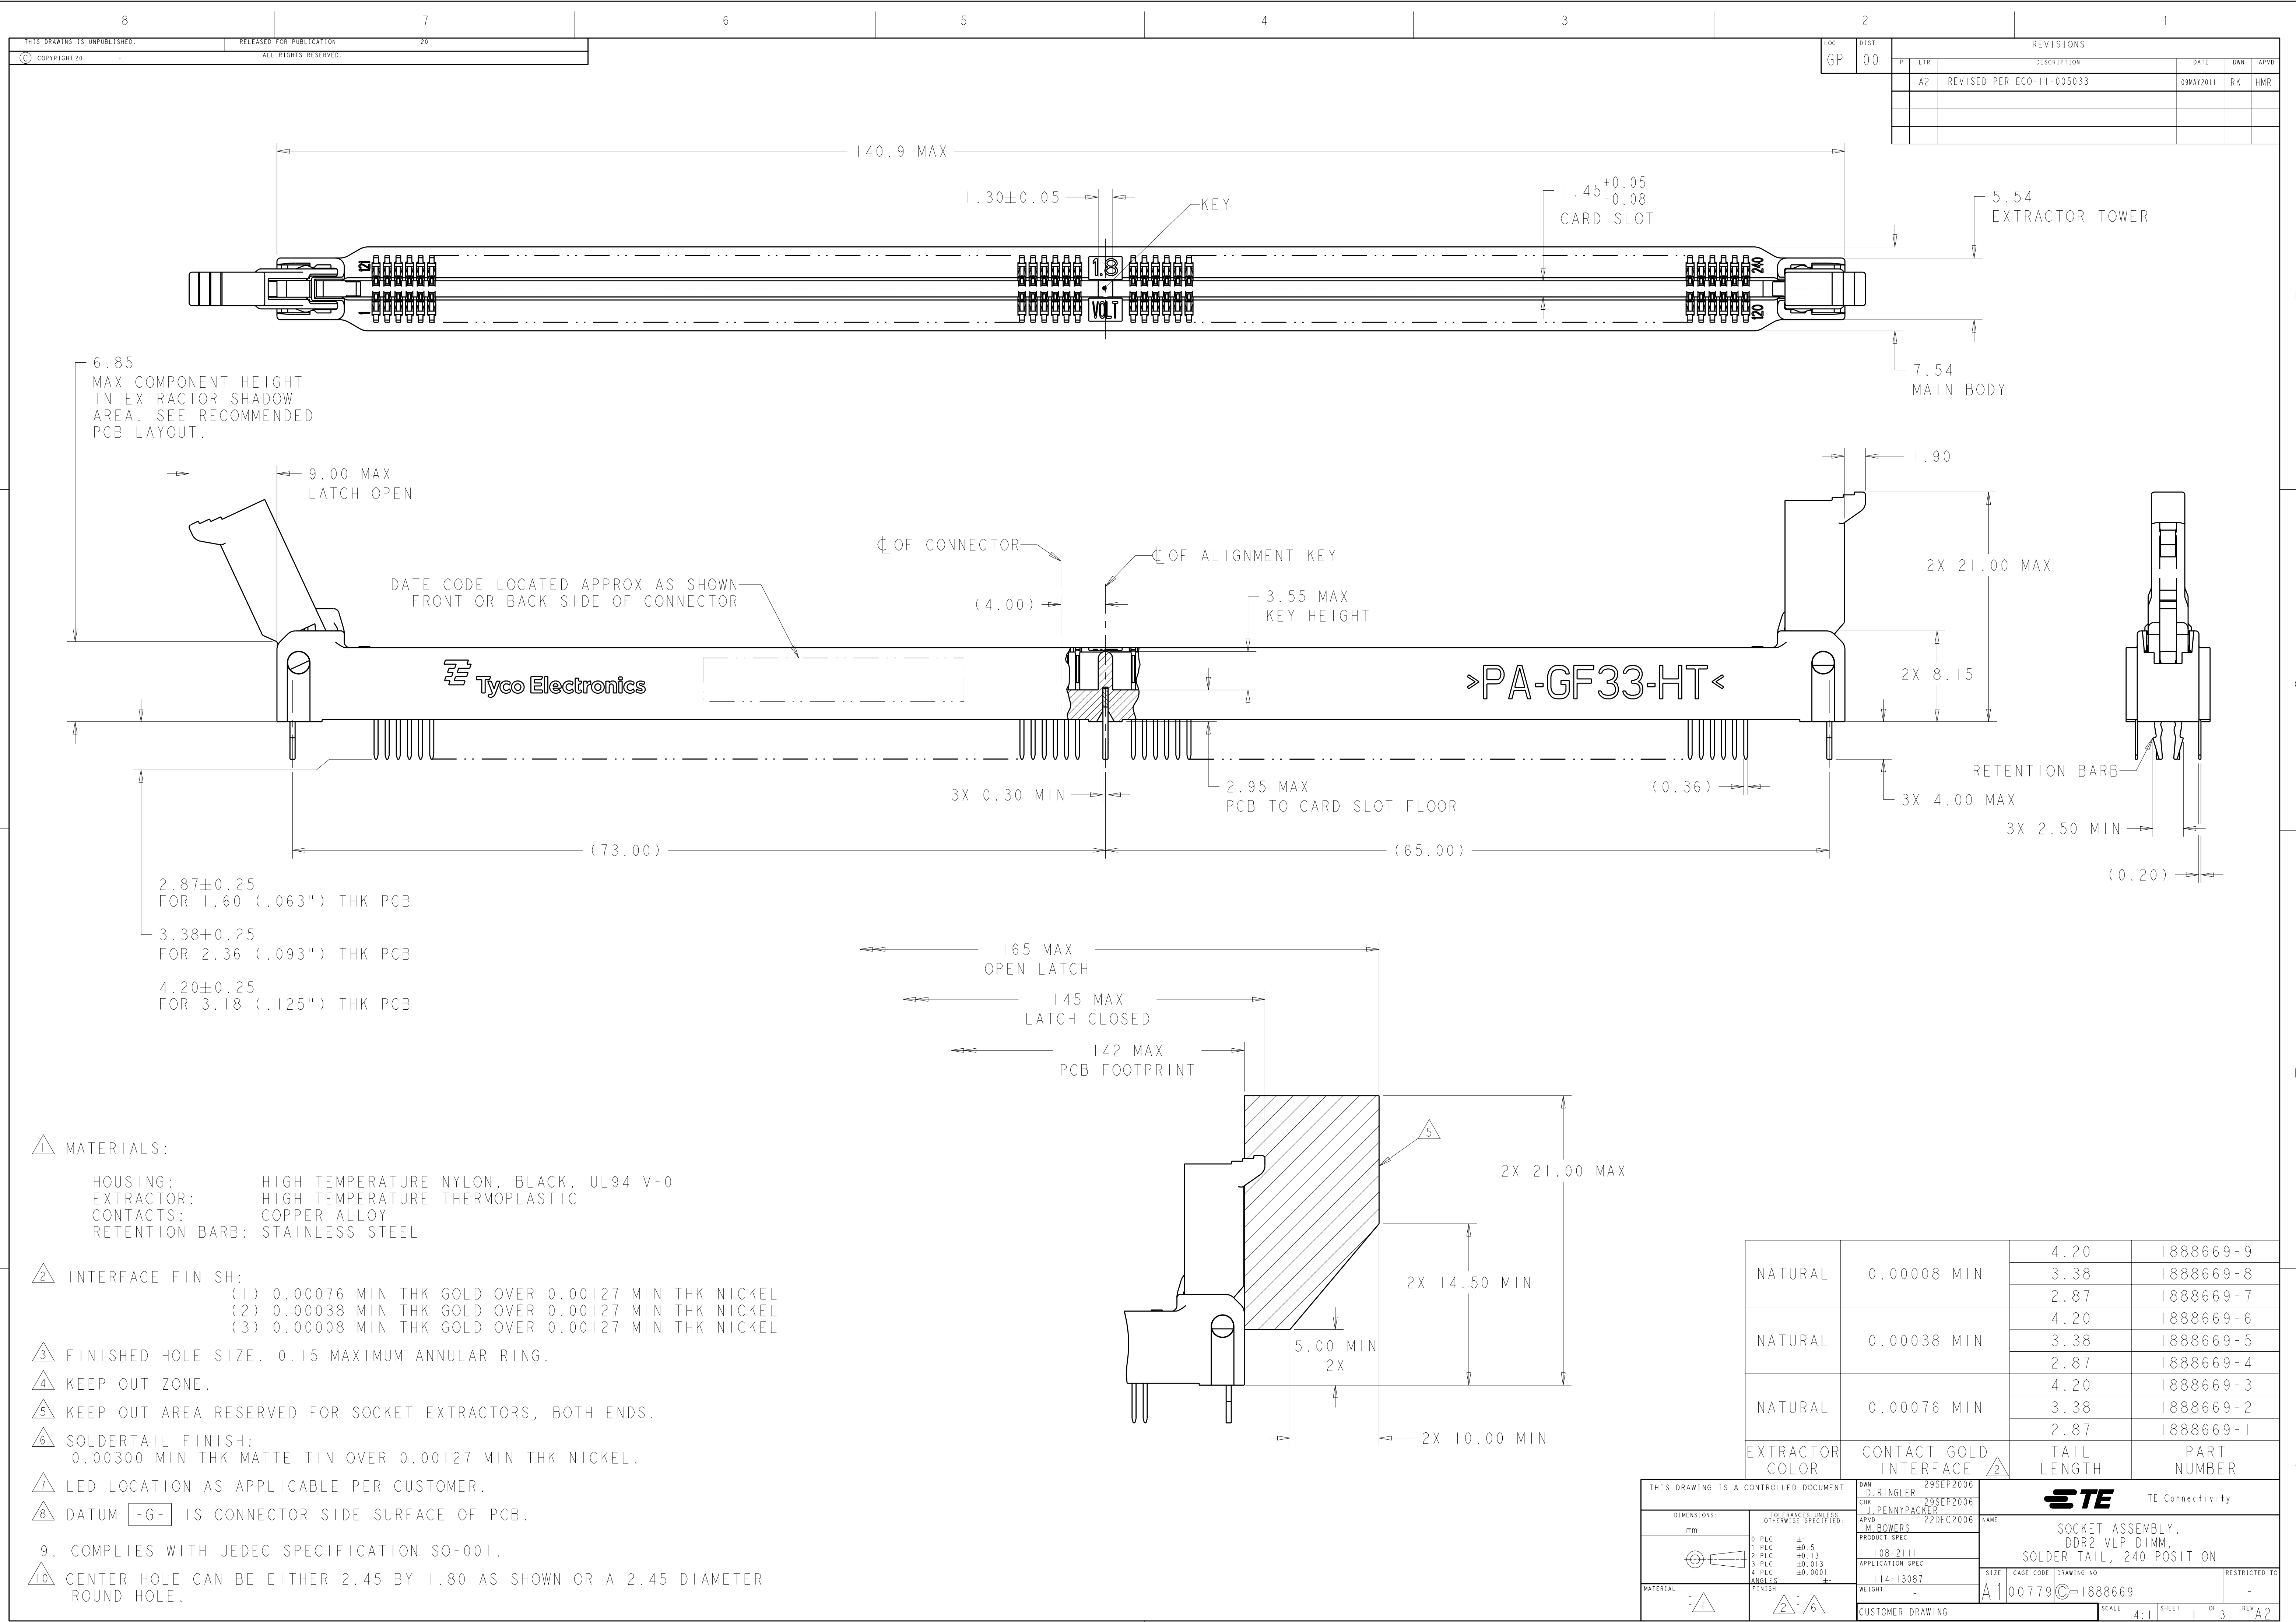 8 7 6 5 4 3 2 1
THIS DRAWING IS UNPUBLISHED. RELEASED FOR PUBLICATION 20
© COPYRIGHT 20 - ALL RIGHTS RESERVED.
LOC DIST REVISIONS
GP 00
P LTR DESCRIPTION DATE DWN APVD
A2 REVISED PER ECO-11-005033 09MAY2011 RK HMR
140.9 MAX
1.30±0.05
KEY
1.45 +0.05 -0.08
CARD SLOT
5.54
EXTRACTOR TOWER
121 1.8 240
1 VOLT 120
7.54
MAIN BODY
6.85
MAX COMPONENT HEIGHT
IN EXTRACTOR SHADOW
AREA. SEE RECOMMENDED
PCB LAYOUT.
9.00 MAX
LATCH OPEN
1.90
℄ OF CONNECTOR
℄ OF ALIGNMENT KEY
DATE CODE LOCATED APPROX AS SHOWN
FRONT OR BACK SIDE OF CONNECTOR
(4.00)
3.55 MAX
KEY HEIGHT
2X 21.00 MAX
2X 8.15
Tyco Electronics
>PA-GF33-HT<
RETENTION BARB
3X 0.30 MIN
2.95 MAX
PCB TO CARD SLOT FLOOR
(0.36)
3X 4.00 MAX
3X 2.50 MIN
(73.00)
(65.00)
(0.20)
2.87±0.25
FOR 1.60 (.063") THK PCB
3.38±0.25
FOR 2.36 (.093") THK PCB
4.20±0.25
FOR 3.18 (.125") THK PCB
165 MAX
OPEN LATCH
145 MAX
LATCH CLOSED
142 MAX
PCB FOOTPRINT
5
2X 21.00 MAX
2X 14.50 MIN
5.00 MIN
2X
2X 10.00 MIN
1 MATERIALS:
HOUSING: HIGH TEMPERATURE NYLON, BLACK, UL94 V-0
EXTRACTOR: HIGH TEMPERATURE THERMOPLASTIC
CONTACTS: COPPER ALLOY
RETENTION BARB: STAINLESS STEEL
2 INTERFACE FINISH:
(1) 0.00076 MIN THK GOLD OVER 0.00127 MIN THK NICKEL
(2) 0.00038 MIN THK GOLD OVER 0.00127 MIN THK NICKEL
(3) 0.00008 MIN THK GOLD OVER 0.00127 MIN THK NICKEL
3 FINISHED HOLE SIZE. 0.15 MAXIMUM ANNULAR RING.
4 KEEP OUT ZONE.
5 KEEP OUT AREA RESERVED FOR SOCKET EXTRACTORS, BOTH ENDS.
6 SOLDERTAIL FINISH:
0.00300 MIN THK MATTE TIN OVER 0.00127 MIN THK NICKEL.
7 LED LOCATION AS APPLICABLE PER CUSTOMER.
8 DATUM -G- IS CONNECTOR SIDE SURFACE OF PCB.
9. COMPLIES WITH JEDEC SPECIFICATION SO-001.
10 CENTER HOLE CAN BE EITHER 2.45 BY 1.80 AS SHOWN OR A 2.45 DIAMETER
ROUND HOLE.
4.20 1888669-9
NATURAL 0.00008 MIN 3.38 1888669-8
2.87 1888669-7
4.20 1888669-6
NATURAL 0.00038 MIN 3.38 1888669-5
2.87 1888669-4
4.20 1888669-3
NATURAL 0.00076 MIN 3.38 1888669-2
2.87 1888669-1
EXTRACTOR CONTACT GOLD TAIL PART
COLOR INTERFACE 2 LENGTH NUMBER
THIS DRAWING IS A CONTROLLED DOCUMENT.
DWN 29SEP2006
D.RINGLER
CHK 29SEP2006
J.PENNYPACKER
APVD 22DEC2006
M.BOWERS
PRODUCT SPEC
108-2111
APPLICATION SPEC
114-13087
WEIGHT -
CUSTOMER DRAWING
DIMENSIONS:
mm
TOLERANCES UNLESS
OTHERWISE SPECIFIED:
0 PLC ±-
1 PLC ±0.5
2 PLC ±0.13
3 PLC ±0.013
4 PLC ±0.0001
ANGLES ±-
MATERIAL
- 1
FINISH
2 - 6
TE TE Connectivity
NAME
SOCKET ASSEMBLY,
DDR2 VLP DIMM,
SOLDER TAIL, 240 POSITION
SIZE CAGE CODE DRAWING NO RESTRICTED TO
A1 00779 C-1888669 -
SCALE 4:1 SHEET 1 OF 3 REV A2